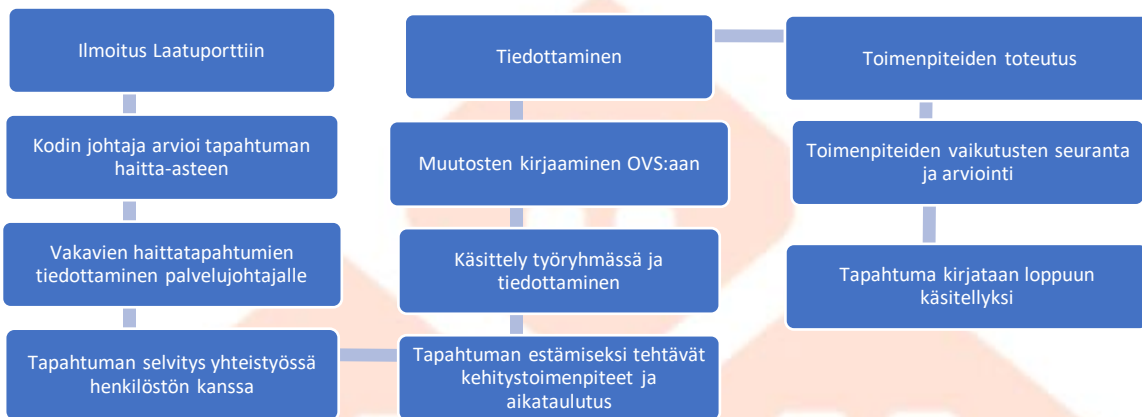 Ilmoitus Laatuporttiin
Kodin johtaja arvioi tapahtuman
haitta-asteen
Vakavien haittatapahtumien
tiedottaminen palvelujohtajalle
Tapahtuman selvitys yhteistyössä
henkilöstön kanssa
Tapahtuman estämiseksi tehtävät
kehitystoimenpiteet ja
aikataulutus
Käsittely työryhmässä ja
tiedottaminen
Muutosten kirjaaminen OVS:aan
Tiedottaminen
Toimenpiteiden toteutus
Toimenpiteiden vaikutusten seuranta
ja arviointi
Tapahtuma kirjataan loppuun
käsitellyksi